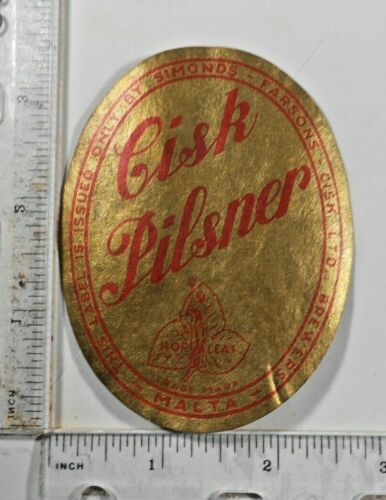 THIS LABEL IS ISSUED ONLY BY SIMONDS - FARSONS - CISK LTD. BREWERS
MALTA
Cisk
Pilsner
HOP LEAF
TRADE MARK
1
2
3
INCH
INCH
1
2
3